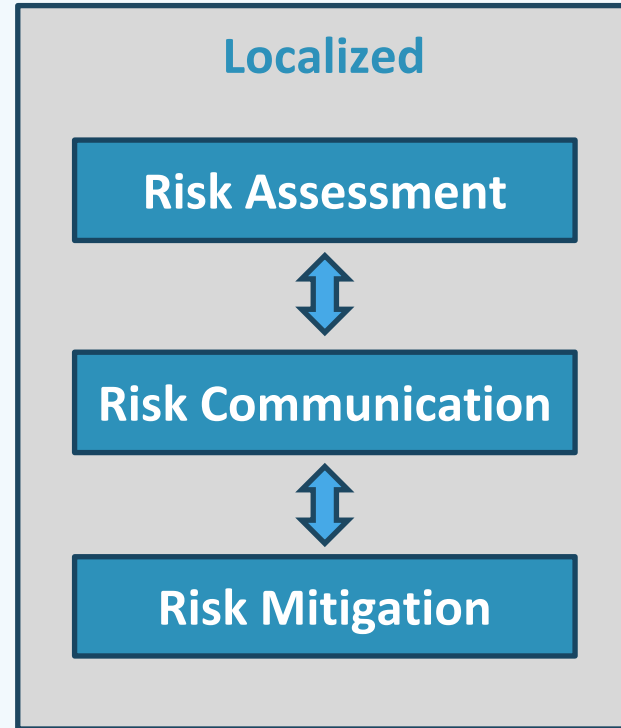 Localized
Risk Assessment
Risk Communication
Risk Mitigation